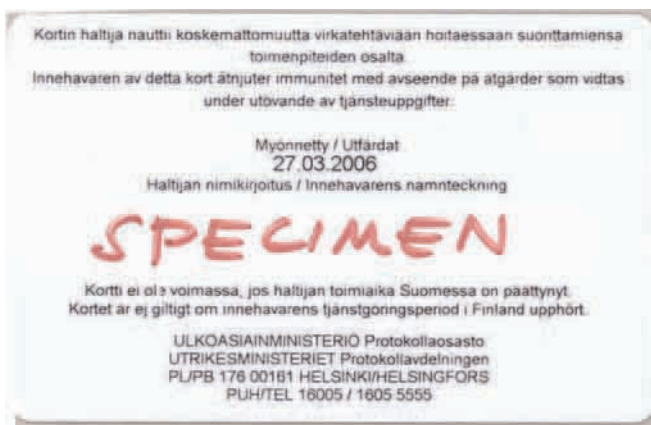 Kortin haltija nauttii koskemattomuutta virkatehtäviään hoitaessaan suorittamiensa
toimenpiteiden osalta.
Innehavaren av detta kort åtnjuter immunitet med avseende på åtgärder som vidtas
under utövande av tjänsteuppgifter.
Myönnetty / Utfärdat
27.03.2006
Haltijan nimikirjoitus / Innehavarens namnteckning
SPECIMEN
Kortti ei ole voimassa, jos haltijan toimiaika Suomessa on päättynyt.
Kortet är ej giltigt om innehavarens tjänstgöringsperiod i Finland upphört.
ULKOASIAINMINISTERIÖ Protokollaosasto
UTRIKESMINISTERIET Protokollavdelningen
PL/PB 176 00161 HELSINKI/HELSINGFORS
PUH/TEL 16005 / 1605 5555